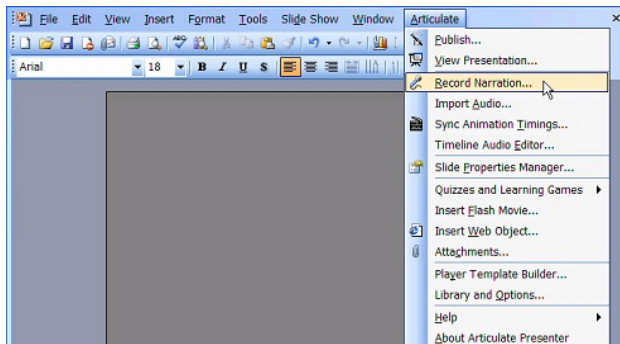 File Edit View Insert Format Tools Slide Show Window Articulate
Arial 18 B I U S
Publish...
View Presentation...
Record Narration...
Import Audio...
Sync Animation Timings...
Timeline Audio Editor...
Slide Properties Manager...
Quizzes and Learning Games
Insert Flash Movie...
Insert Web Object...
Attachments...
Player Template Builder...
Library and Options...
Help
About Articulate Presenter